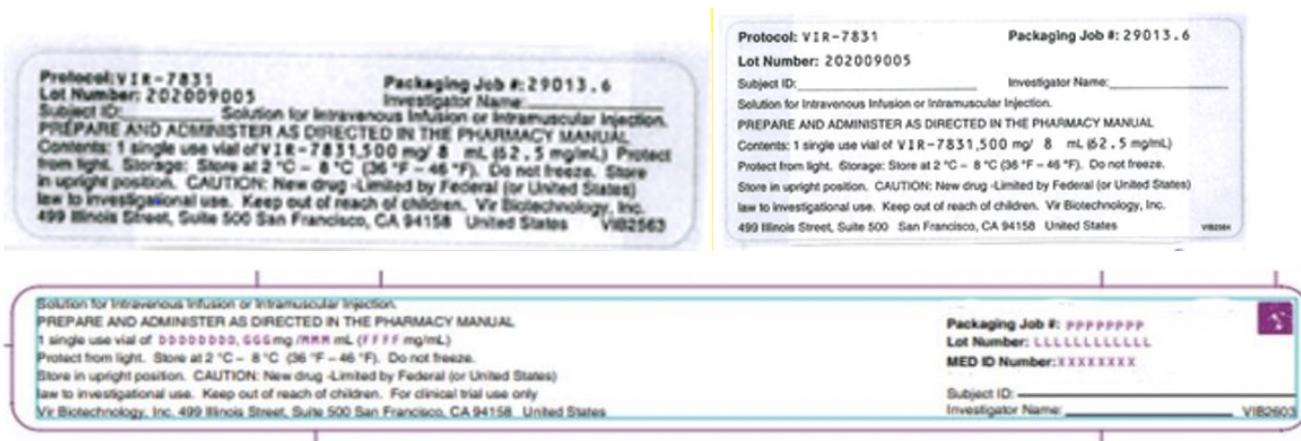 Protocol: VIR-7831 Packaging Job #: 29013.6
Lot Number: 202009005 Investigator Name:
Subject ID: Solution for Intravenous Infusion or Intramuscular Injection.
PREPARE AND ADMINISTER AS DIRECTED IN THE PHARMACY MANUAL
Contents: 1 single use vial of VIR-7831,500 mg/ 8 mL (62.5 mg/mL) Protect
from light. Storage: Store at 2 °C – 8 °C (36 °F – 46 °F). Do not freeze. Store
in upright position. CAUTION: New drug -Limited by Federal (or United States)
law to investigational use. Keep out of reach of children. Vir Biotechnology, Inc.
499 Illinois Street, Suite 500 San Francisco, CA 94158 United States VIB2563
Protocol: VIR-7831 Packaging Job #: 29013.6
Lot Number: 202009005
Subject ID: Investigator Name:
Solution for Intravenous Infusion or Intramuscular Injection.
PREPARE AND ADMINISTER AS DIRECTED IN THE PHARMACY MANUAL
Contents: 1 single use vial of VIR-7831,500 mg/ 8 mL (62.5 mg/mL)
Protect from light. Storage: Store at 2 °C – 8 °C (36 °F – 46 °F). Do not freeze.
Store in upright position. CAUTION: New drug -Limited by Federal (or United States)
law to investigational use. Keep out of reach of children. Vir Biotechnology, Inc.
499 Illinois Street, Suite 500 San Francisco, CA 94158 United States VIB2564
Solution for Intravenous Infusion or Intramuscular Injection.
PREPARE AND ADMINISTER AS DIRECTED IN THE PHARMACY MANUAL
1 single use vial of DDDDDDDD, GGG mg /MMM mL (FFFF mg/mL)
Protect from light. Store at 2 °C – 8 °C (36 °F – 46 °F). Do not freeze.
Store in upright position. CAUTION: New drug -Limited by Federal (or United States)
law to investigational use. Keep out of reach of children. For clinical trial use only
Vir Biotechnology, Inc. 499 Illinois Street, Suite 500 San Francisco, CA 94158 United States
Packaging Job #: PPPPPPPP
Lot Number: LLLLLLLLLLLL
MED ID Number: XXXXXXXX
Subject ID:
Investigator Name: VIB2603